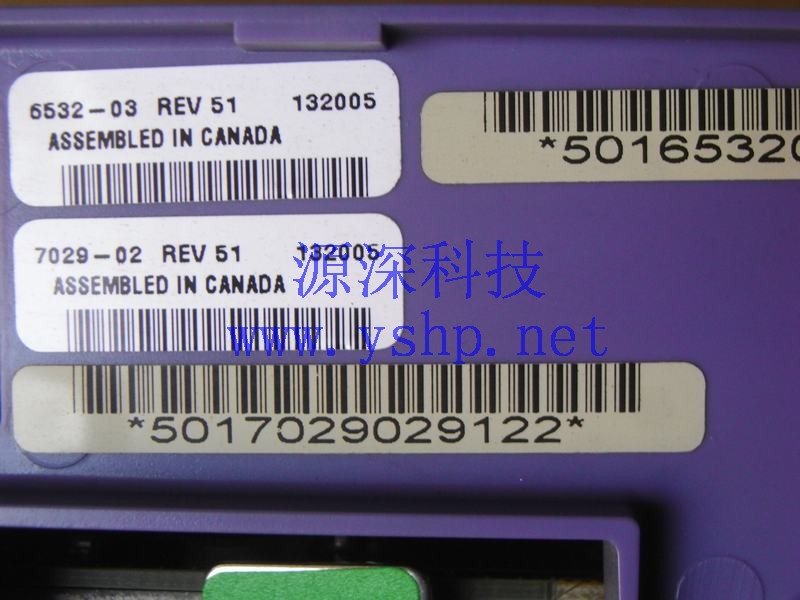 6532-03 REV 51 132005
ASSEMBLED IN CANADA
*5016532
7029-02 REV 51 132005
ASSEMBLED IN CANADA
源深科技
www.yshp.net
*5017029029122*